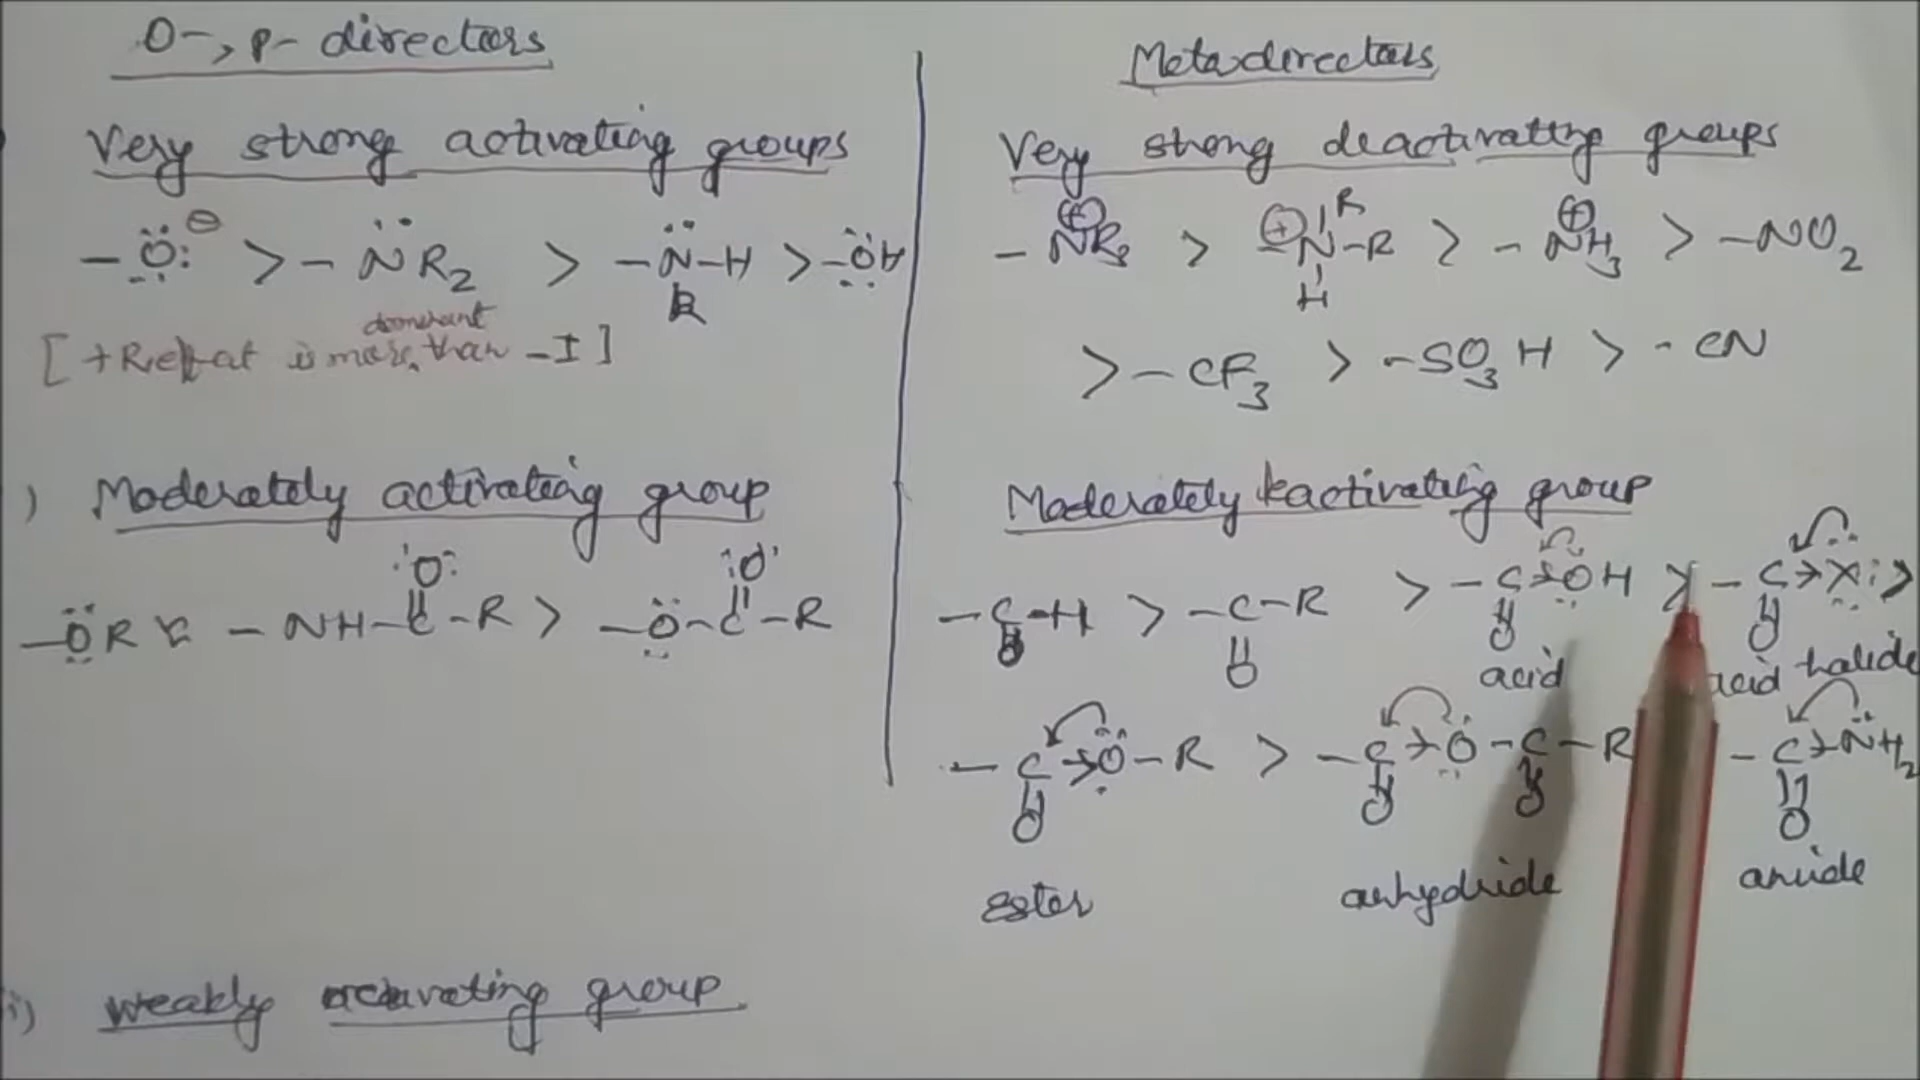 O-, p- directors
Very strong activating groups
-Ö:⊖ > -N̈R2 > -N̈-H > -ÖH
R
dominant
[+R effat is more than -I]
) Moderately activating group
:O: :O:
|| ||
-ÖR > -NH-C-R > -Ö-C-R
i) weakly activating group
Meta directors
Very strong deactivating groups
-N⊕R3 > -N⊕-R > -N⊕H3 > -NO2
R
H
> -CF3 > -SO3H > -CN
Moderately deactivating group
-C-H > -C-R > -C→OH > -C→X: >
|| || || ||
O O O O
acid acid halide
-C→Ö-R > -C→Ö-C-R -C→N̈H2
|| || || ||
O O O O
ester anhydride amide